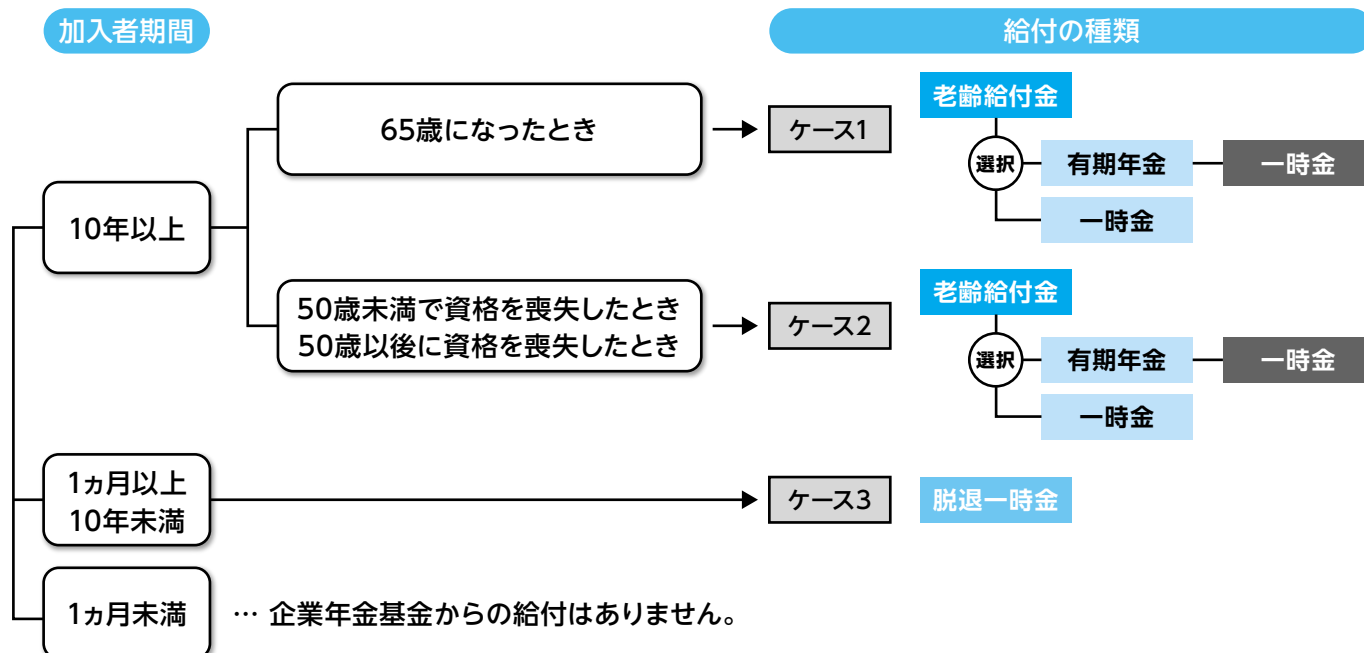 加入者期間
給付の種類
10年以上
65歳になったとき
ケース1
老齢給付金
選択
有期年金
一時金
一時金
50歳未満で資格を喪失したとき
50歳以後に資格を喪失したとき
ケース2
老齢給付金
選択
有期年金
一時金
一時金
1ヵ月以上
10年未満
ケース3
脱退一時金
1ヵ月未満
… 企業年金基金からの給付はありません。